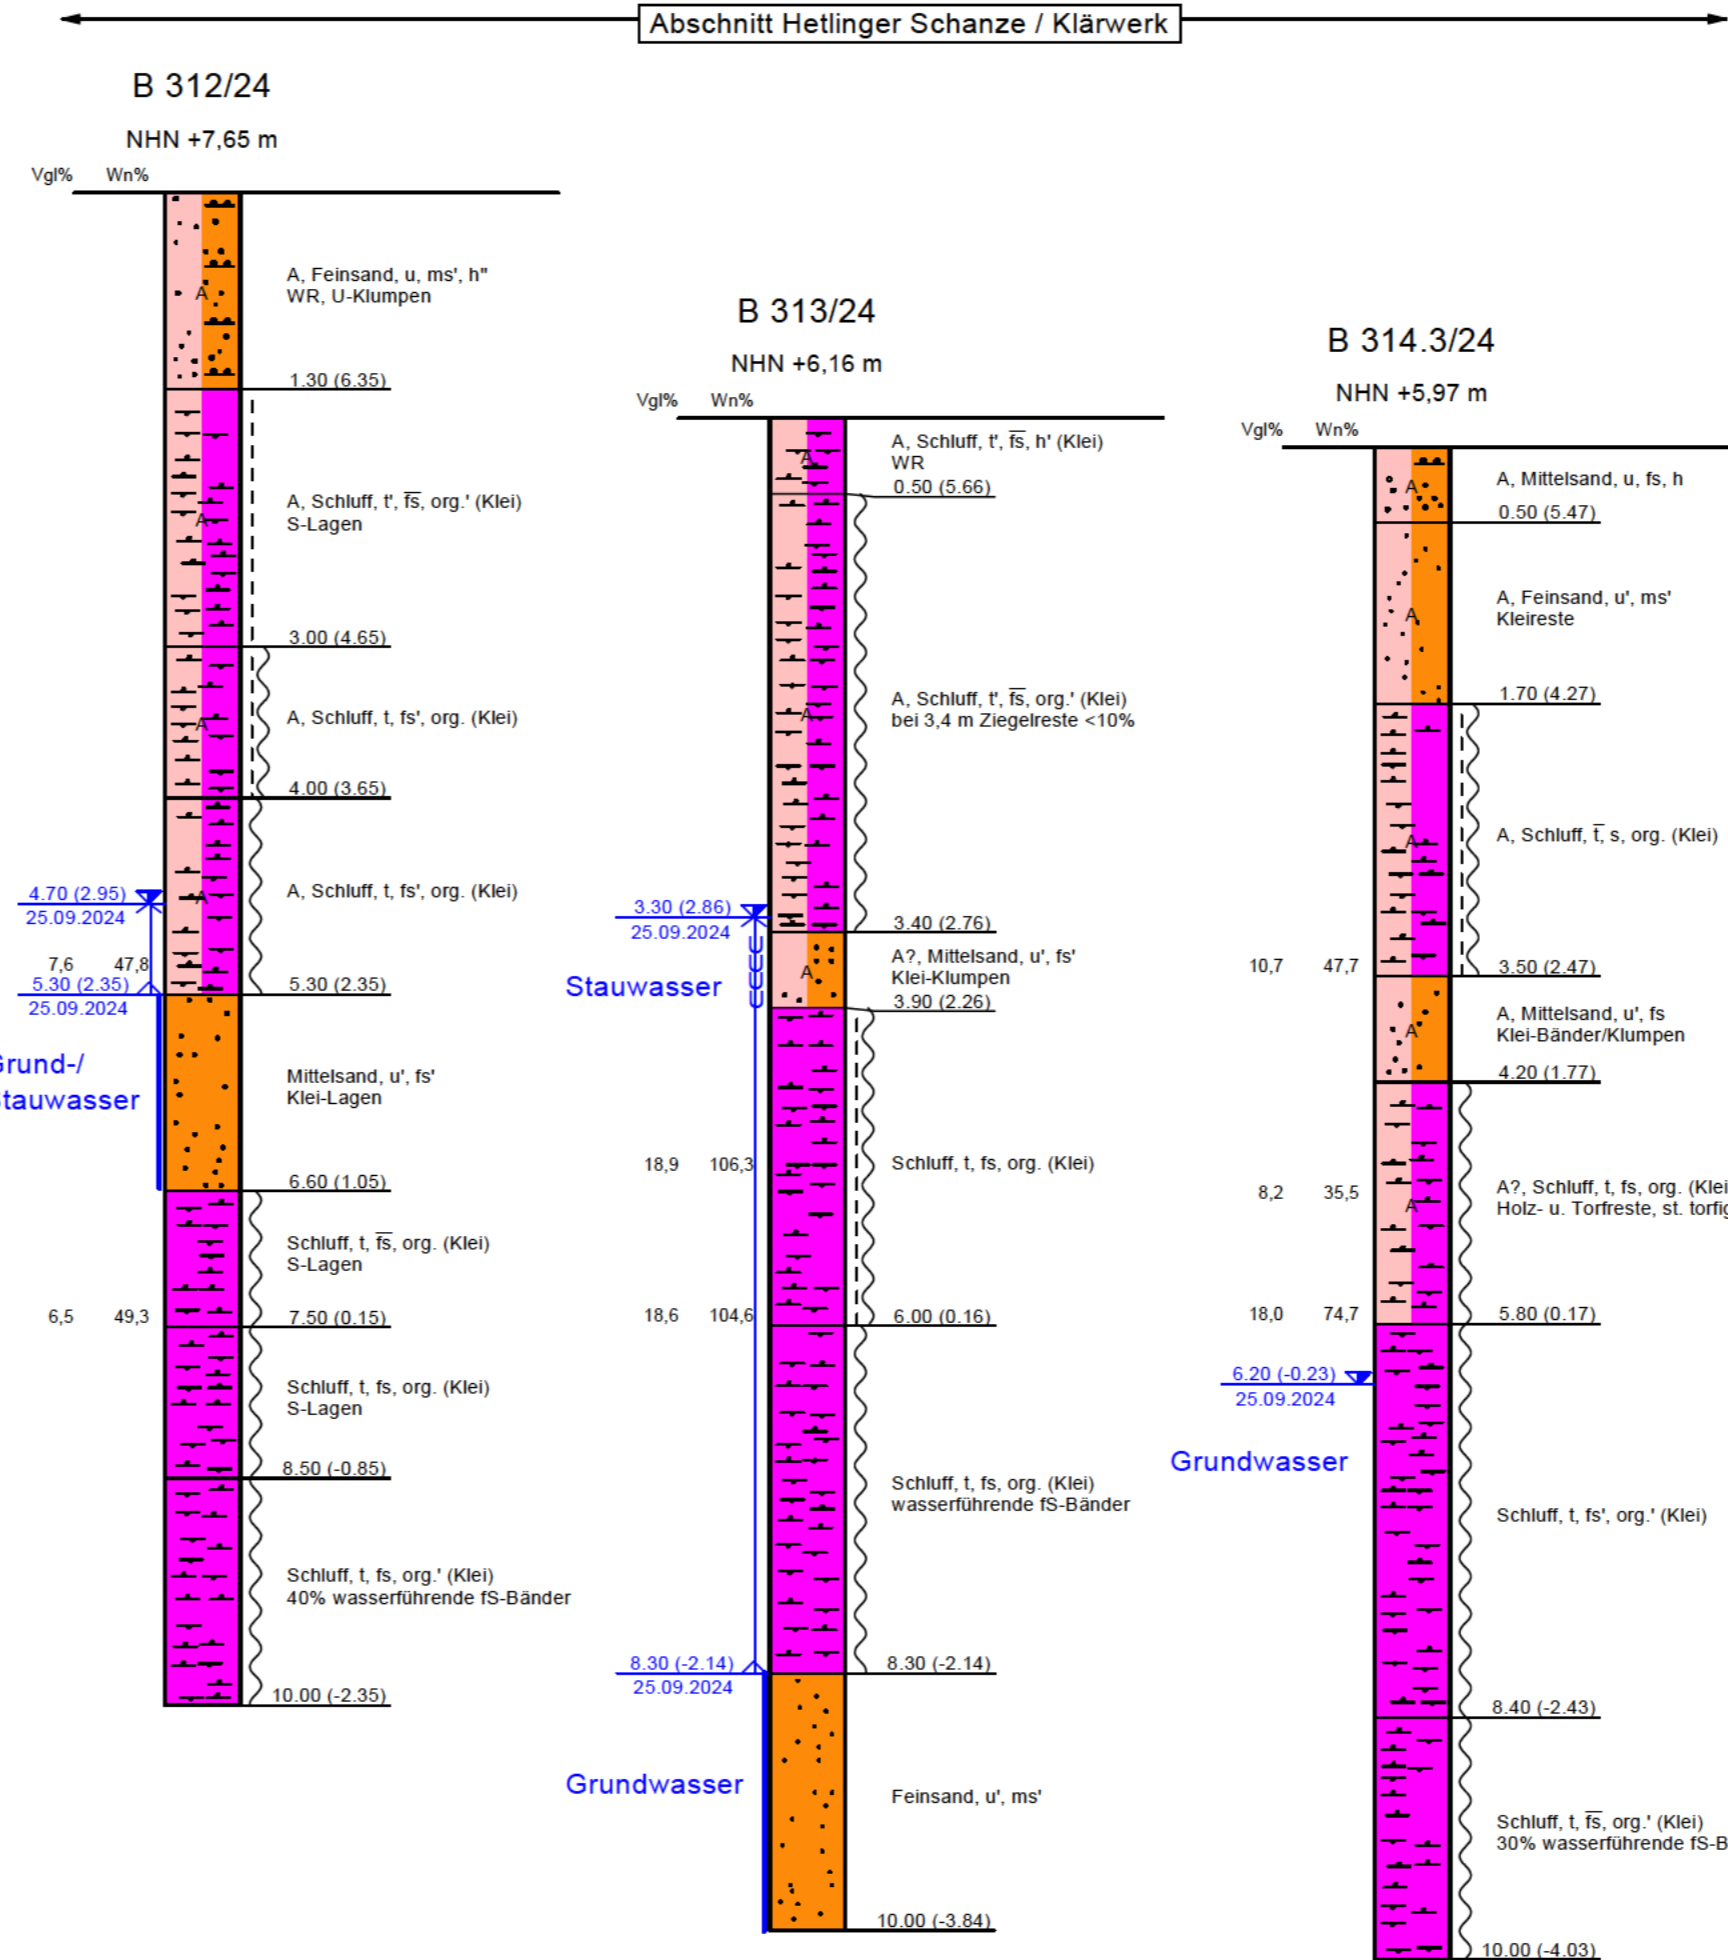 Abschnitt Hetlinger Schanze / Klärwerk
B 312/24
NHN +7,65 m
Vgl% Wn%
A, Feinsand, u, ms', h"
WR, U-Klumpen
A
1.30 (6.35)
A, Schluff, t', f̅s̅, org.' (Klei)
S-Lagen
A
3.00 (4.65)
A, Schluff, t, fs', org. (Klei)
A
4.00 (3.65)
A, Schluff, t, fs', org. (Klei)
A
4.70 (2.95)
25.09.2024
7,6 47,8
5.30 (2.35)
25.09.2024
5.30 (2.35)
Grund-/
Stauwasser
Mittelsand, u', fs'
Klei-Lagen
6.60 (1.05)
Schluff, t, f̅s̅, org. (Klei)
S-Lagen
6,5 49,3
7.50 (0.15)
Schluff, t, fs, org. (Klei)
S-Lagen
8.50 (-0.85)
Schluff, t, fs, org.' (Klei)
40% wasserführende fS-Bänder
10.00 (-2.35)
B 313/24
NHN +6,16 m
Vgl% Wn%
A, Schluff, t', f̅s̅, h' (Klei)
WR
A
0.50 (5.66)
A, Schluff, t', f̅s̅, org.' (Klei)
bei 3,4 m Ziegelreste <10%
A
3.30 (2.86)
25.09.2024
3.40 (2.76)
Stauwasser
A?, Mittelsand, u', fs'
Klei-Klumpen
A
3.90 (2.26)
18,9 106,3
Schluff, t, fs, org. (Klei)
18,6 104,6
6.00 (0.16)
Schluff, t, fs, org. (Klei)
wasserführende fS-Bänder
8.30 (-2.14)
25.09.2024
8.30 (-2.14)
Grundwasser
Feinsand, u', ms'
10.00 (-3.84)
B 314.3/24
NHN +5,97 m
Vgl% Wn%
A, Mittelsand, u, fs, h
A
0.50 (5.47)
A, Feinsand, u', ms'
Kleireste
A
1.70 (4.27)
A, Schluff, t̅, s, org. (Klei)
A
10,7 47,7
3.50 (2.47)
A, Mittelsand, u', fs
Klei-Bänder/Klumpen
A
4.20 (1.77)
8,2 35,5
A?, Schluff, t, fs, org. (Klei
Holz- u. Torfreste, st. torfig
A
18,0 74,7
5.80 (0.17)
6.20 (-0.23)
25.09.2024
Grundwasser
Schluff, t, fs', org.' (Klei)
8.40 (-2.43)
Schluff, t, f̅s̅, org.' (Klei)
30% wasserführende fS-B
10.00 (-4.03)